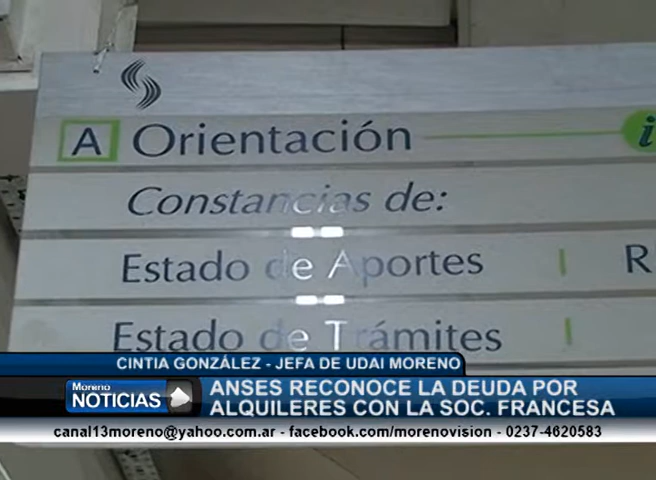 A Orientación i
Constancias de:
Estado de Aportes
Estado de Trámites
CINTIA GONZÁLEZ - JEFA DE UDAI MORENO
Moreno
NOTICIAS
ANSES RECONOCE LA DEUDA POR
ALQUILERES CON LA SOC. FRANCESA
canal13moreno@yahoo.com.ar - facebook.com/morenovision - 0237-4620583